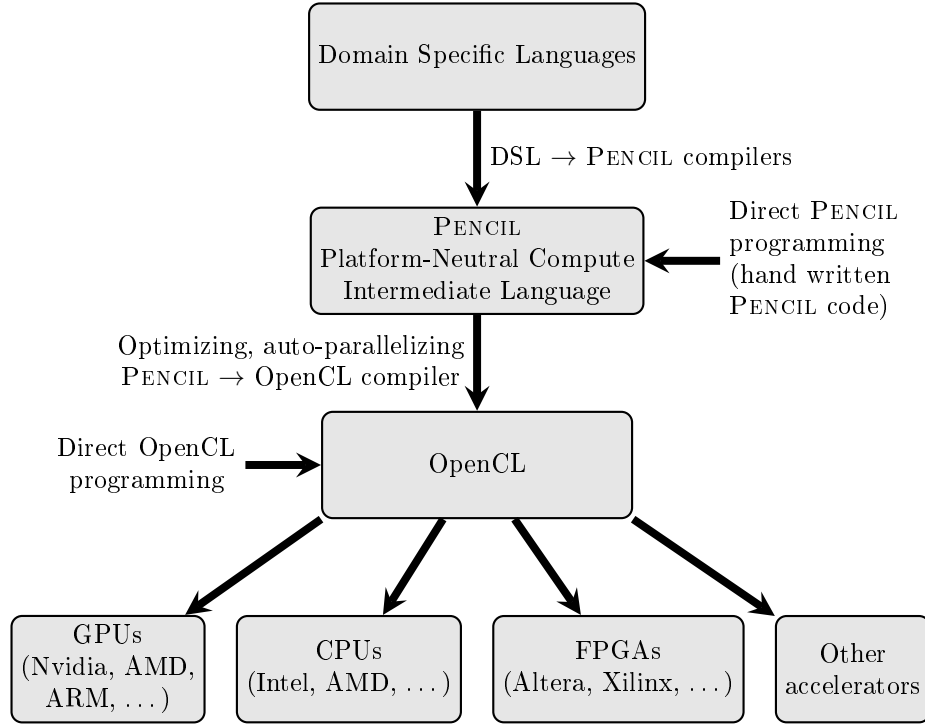 Domain Specific Languages
DSL → PENCIL compilers
PENCIL
Platform-Neutral Compute
Intermediate Language
Direct PENCIL
programming
(hand written
PENCIL code)
Optimizing, auto-parallelizing
PENCIL → OpenCL compiler
Direct OpenCL
programming
OpenCL
GPUs
(Nvidia, AMD,
ARM, ...)
CPUs
(Intel, AMD, ...)
FPGAs
(Altera, Xilinx, ...)
Other
accelerators